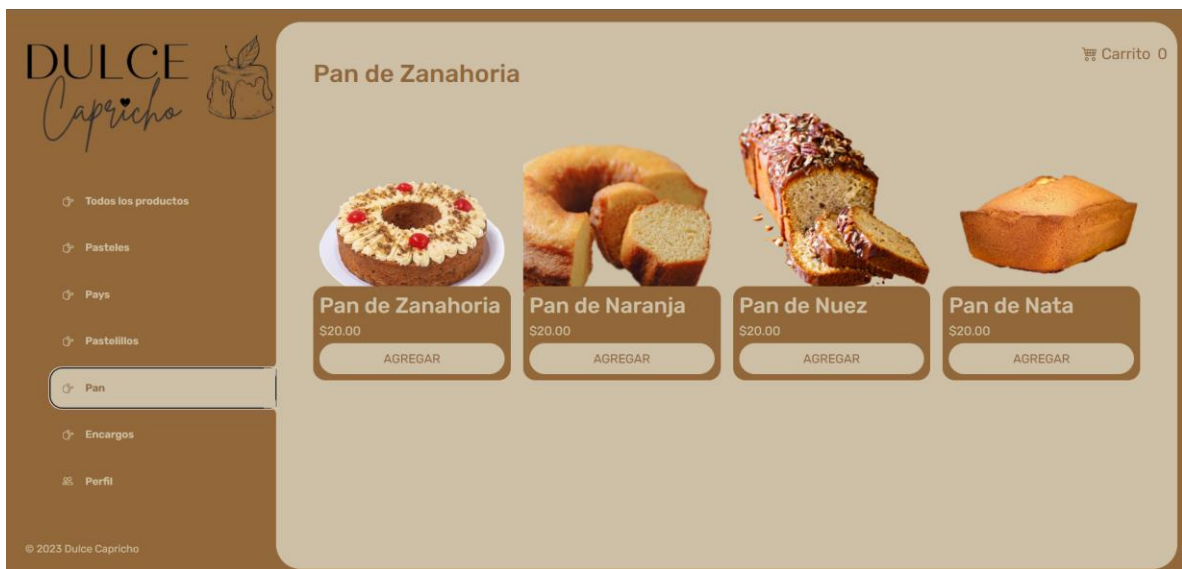 DULCE
Capricho
Todos los productos
Pasteles
Pays
Pastelillos
Pan
Encargos
Perfil
© 2023 Dulce Capricho
Carrito 0
Pan de Zanahoria
Pan de Zanahoria
$20.00
AGREGAR
Pan de Naranja
$20.00
AGREGAR
Pan de Nuez
$20.00
AGREGAR
Pan de Nata
$20.00
AGREGAR